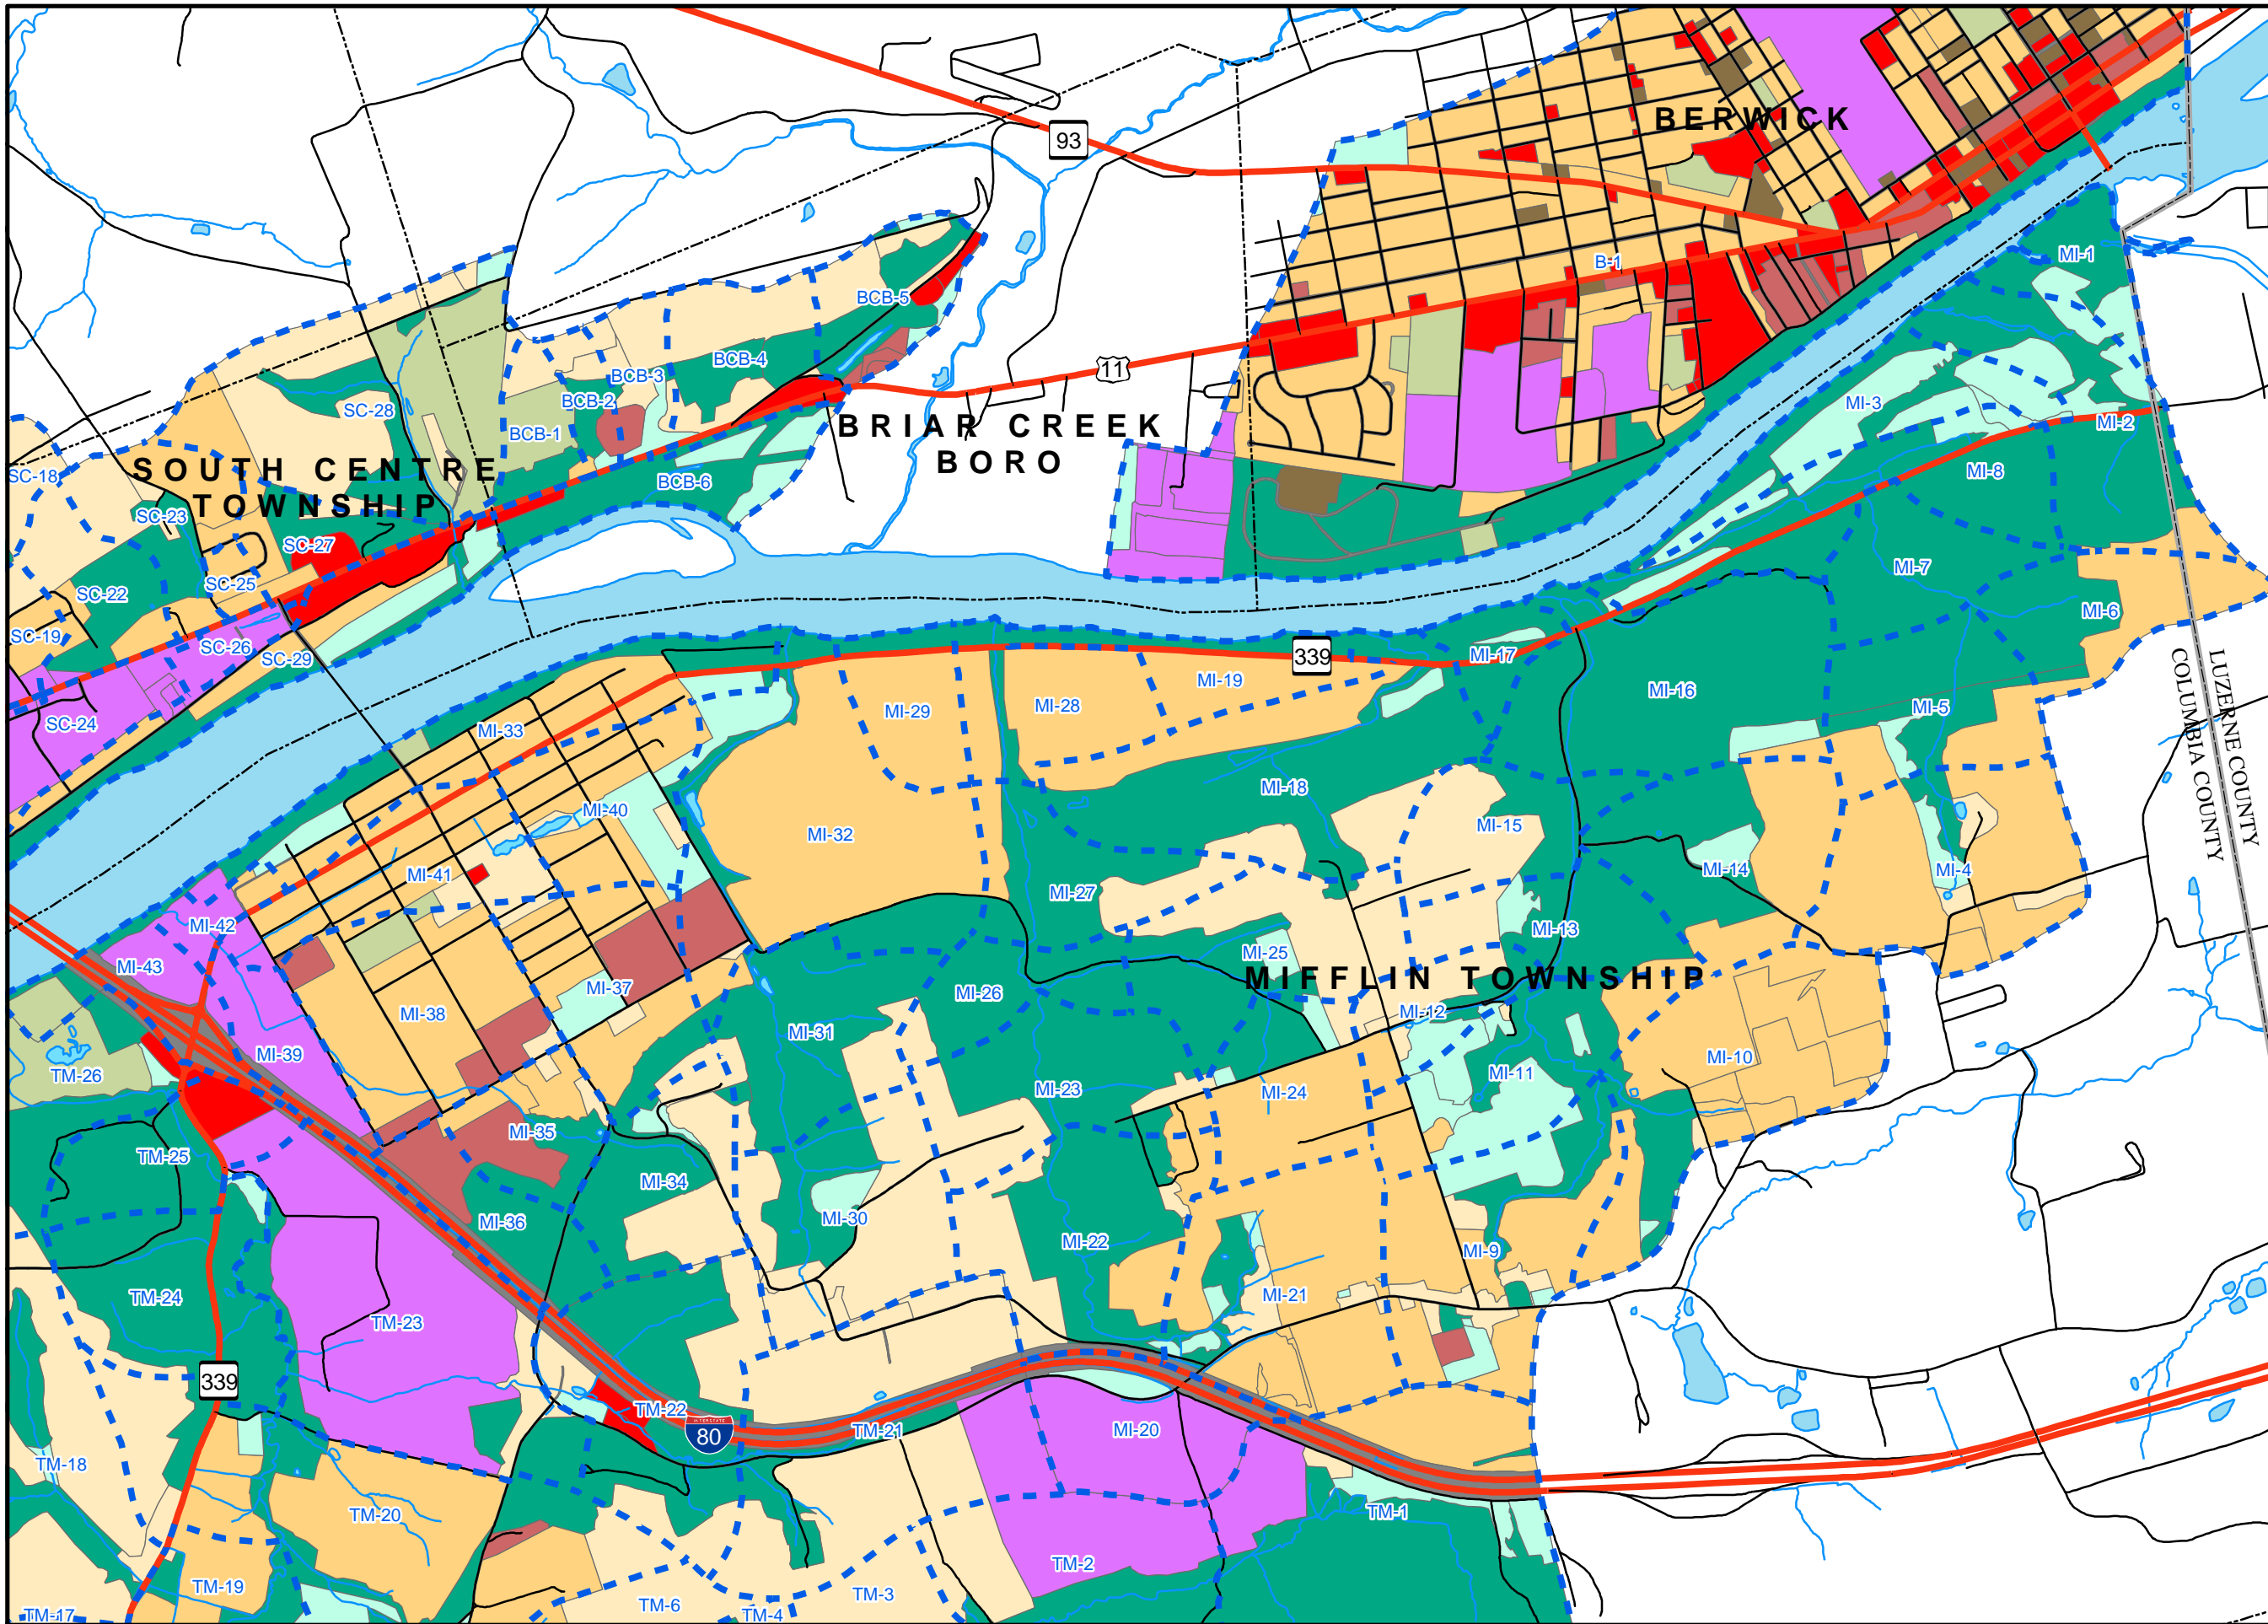 93
BERWICK
B-1
MI-1
BCB-5
BCB-4
BCB-3
11
BCB-2
SC-28
BCB-1
MI-3
MI-2
BRIAR CREEK
BORO
SOUTH CENTRE
TOWNSHIP
SC-18
MI-8
BCB-6
SC-23
SC-27
MI-7
SC-25
SC-22
MI-6
SC-19
SC-26
SC-29
339
MI-17
MI-19
MI-16
LUZERNE COUNTY
COLUMBIA COUNTY
MI-28
MI-29
MI-5
SC-24
MI-33
MI-18
MI-40
MI-32
MI-15
MI-41
MI-14
MI-4
MI-27
MI-42
MI-13
MI-25
MI-43
MIFFLIN TOWNSHIP
MI-37
MI-26
MI-38
MI-12
MI-31
MI-39
MI-10
TM-26
MI-11
MI-23
MI-24
MI-35
TM-25
MI-34
MI-30
MI-36
MI-22
MI-9
TM-24
MI-21
TM-23
339
TM-22
INTERSTATE
80
TM-21
MI-20
TM-18
TM-20
TM-1
TM-2
TM-19
TM-3
TM-6
TM-4
TM-17